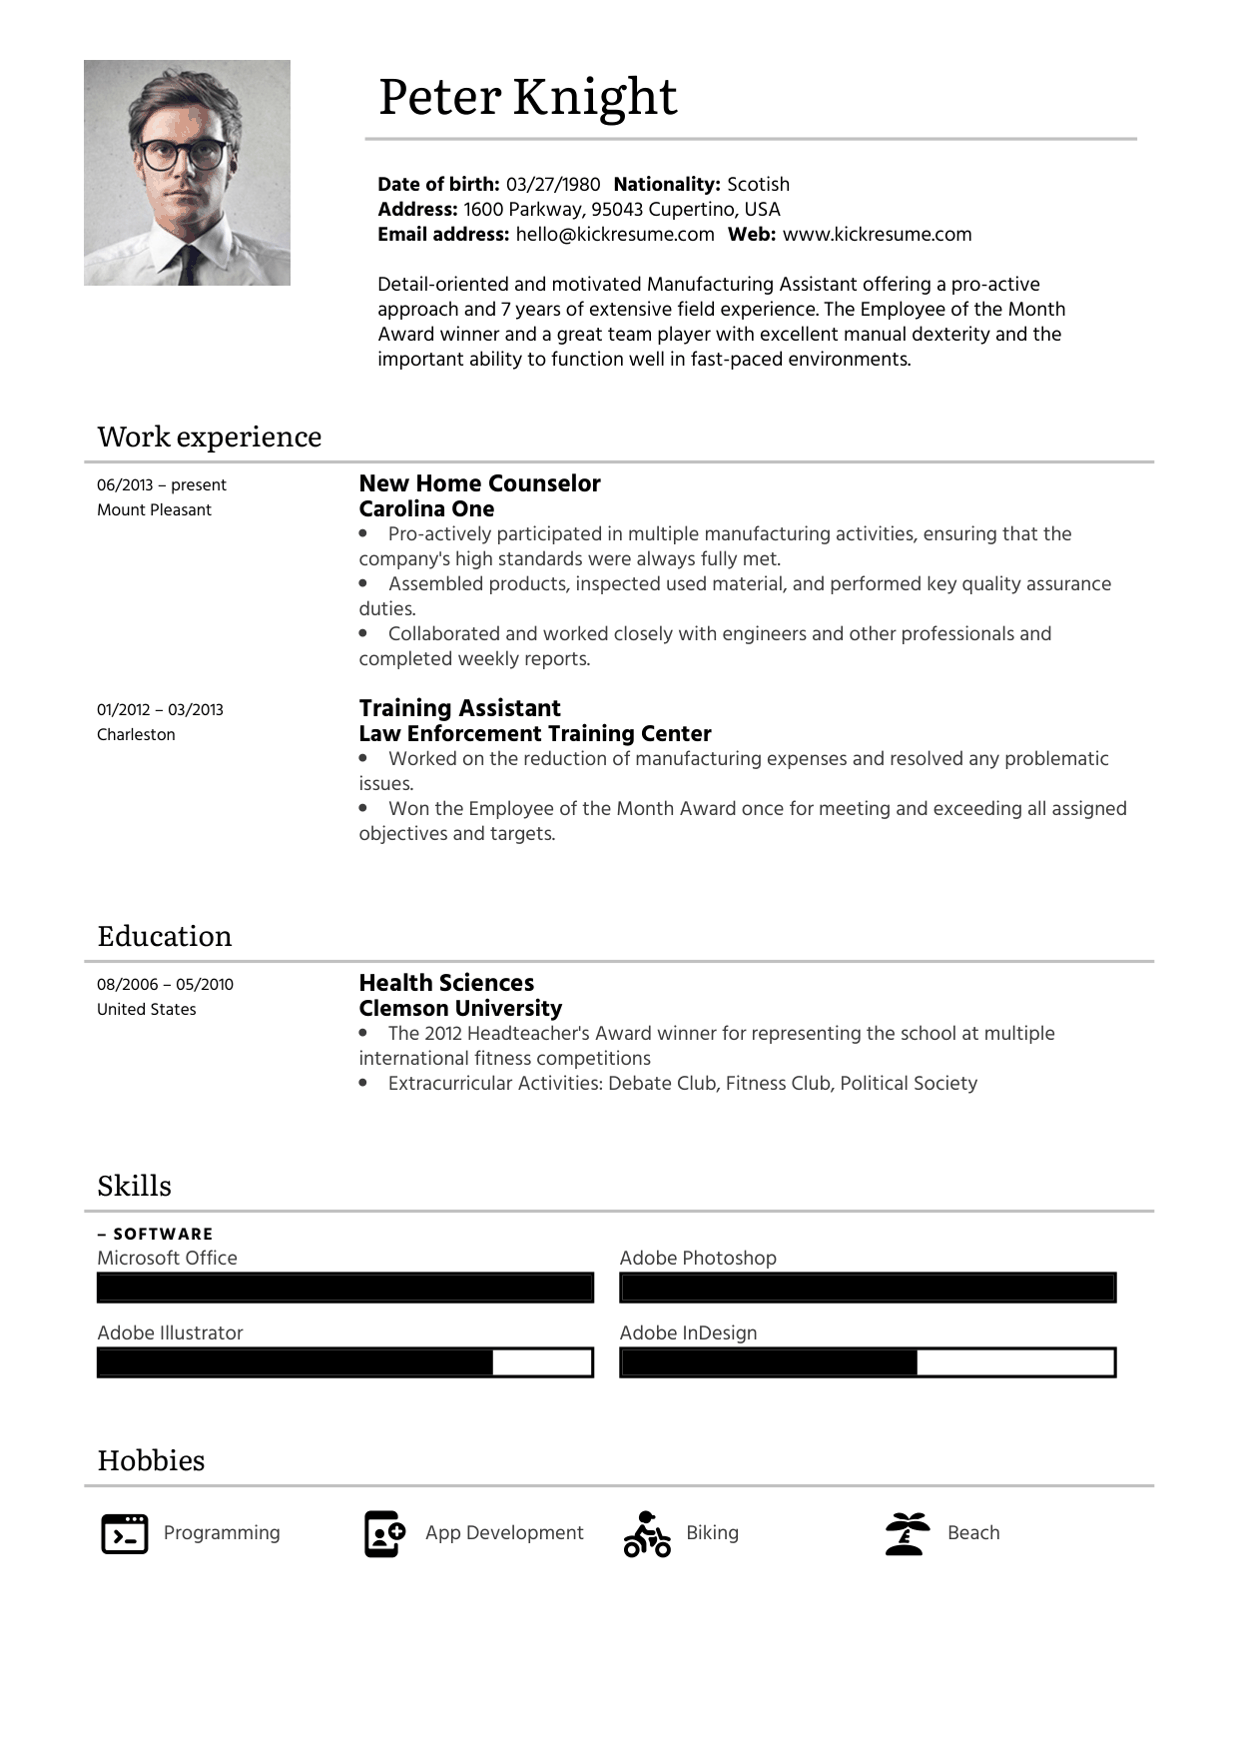 Peter Knight
Date of birth: 03/27/1980 Nationality: Scotish
Address: 1600 Parkway, 95043 Cupertino, USA
Email address: hello@kickresume.com Web: www.kickresume.com
Detail-oriented and motivated Manufacturing Assistant offering a pro-active
approach and 7 years of extensive field experience. The Employee of the Month
Award winner and a great team player with excellent manual dexterity and the
important ability to function well in fast-paced environments.
Work experience
06/2013 – present
Mount Pleasant
New Home Counselor
Carolina One
• Pro-actively participated in multiple manufacturing activities, ensuring that the
company's high standards were always fully met.
• Assembled products, inspected used material, and performed key quality assurance
duties.
• Collaborated and worked closely with engineers and other professionals and
completed weekly reports.
01/2012 – 03/2013
Charleston
Training Assistant
Law Enforcement Training Center
• Worked on the reduction of manufacturing expenses and resolved any problematic
issues.
• Won the Employee of the Month Award once for meeting and exceeding all assigned
objectives and targets.
Education
08/2006 – 05/2010
United States
Health Sciences
Clemson University
• The 2012 Headteacher's Award winner for representing the school at multiple
international fitness competitions
• Extracurricular Activities: Debate Club, Fitness Club, Political Society
Skills
– SOFTWARE
Microsoft Office
Adobe Photoshop
Adobe Illustrator
Adobe InDesign
Hobbies
Programming
App Development
Biking
Beach